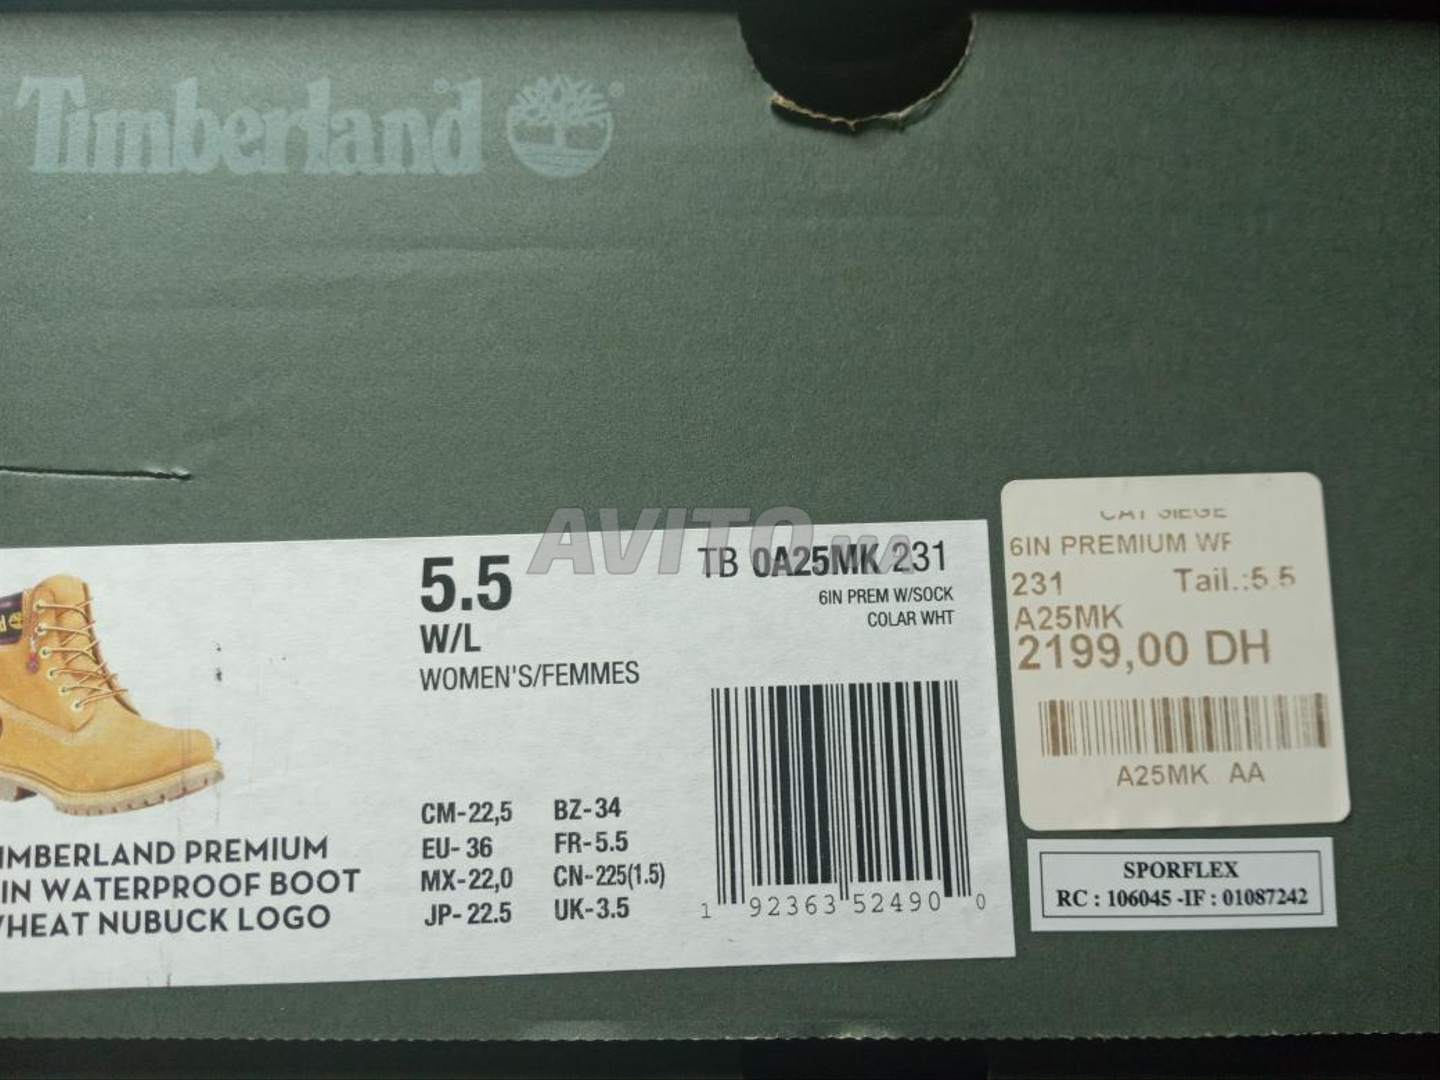 Timberland
AVITO.MA
5.5
W/L
WOMEN'S/FEMMES
TB 0A25MK 231
6IN PREM W/SOCK
COLAR WHT
CM-22,5 BZ-34
EU- 36 FR-5.5
MX-22,0 CN-225(1.5)
JP- 22.5 UK-3.5
IMBERLAND PREMIUM
IN WATERPROOF BOOT
HEAT NUBUCK LOGO
1 92363 52490 0
CAT SIEGE
6IN PREMIUM WF
231 Tail.:5.5
A25MK
2199,00 DH
A25MK AA
SPORFLEX
RC : 106045 -IF : 01087242